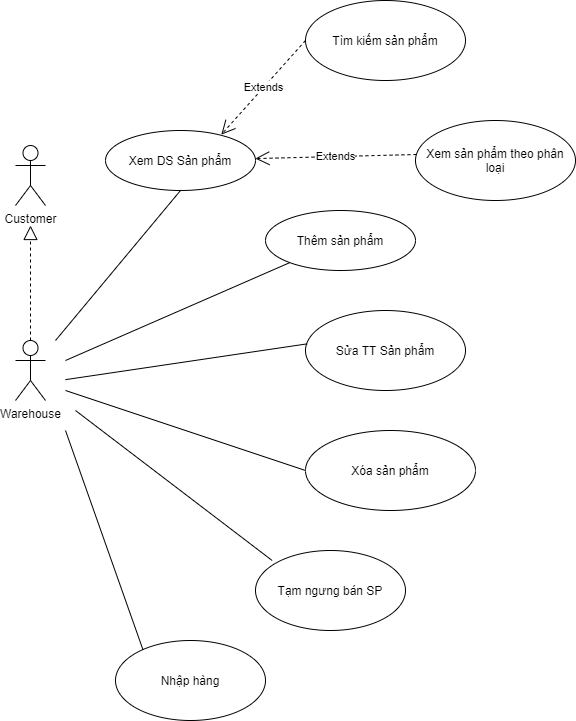 Tìm kiếm sản phẩm
Extends
Xem DS Sản phẩm
Extends
Xem sản phẩm theo phân
loại
Customer
Thêm sản phẩm
Sửa TT Sản phẩm
Warehouse
Xóa sản phẩm
Tạm ngưng bán SP
Nhập hàng